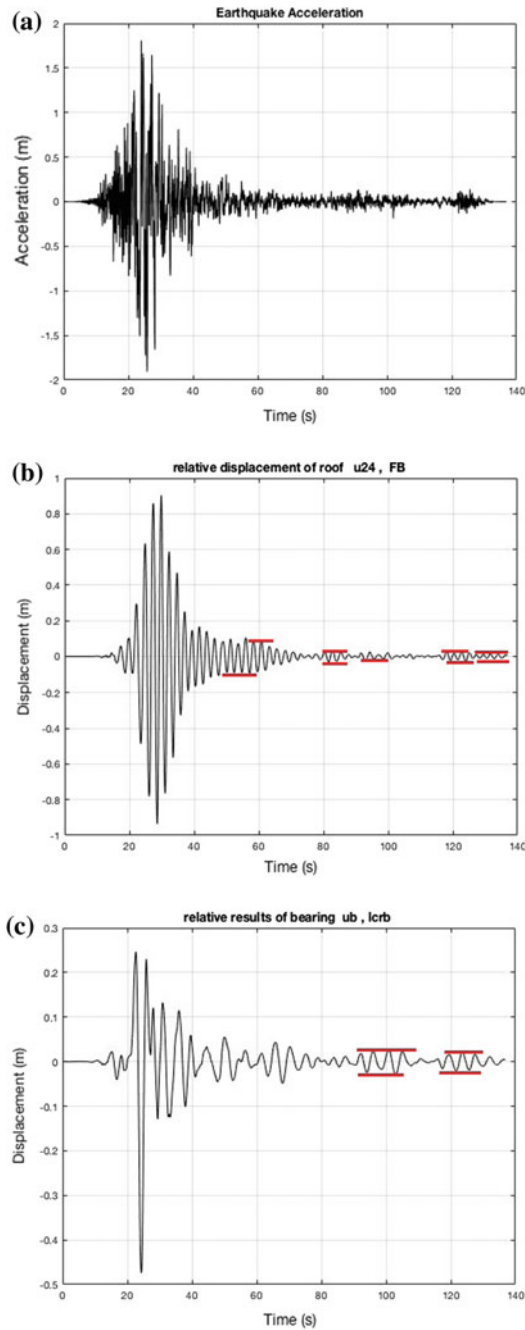 (a)
Earthquake Acceleration
Acceleration (m)
2
1.5
1
0.5
0
-0.5
-1
-1.5
-2
0 20 40 60 80 100 120 140
Time (s)
(b)
relative displacement of roof u24 , FB
Displacement (m)
1
0.8
0.6
0.4
0.2
0
-0.2
-0.4
-0.6
-0.8
-1
0 20 40 60 80 100 120 140
Time (s)
(c)
relative results of bearing ub , lcrb
Displacement (m)
0.3
0.2
0.1
0
-0.1
-0.2
-0.3
-0.4
-0.5
0 20 40 60 80 100 120 140
Time (s)